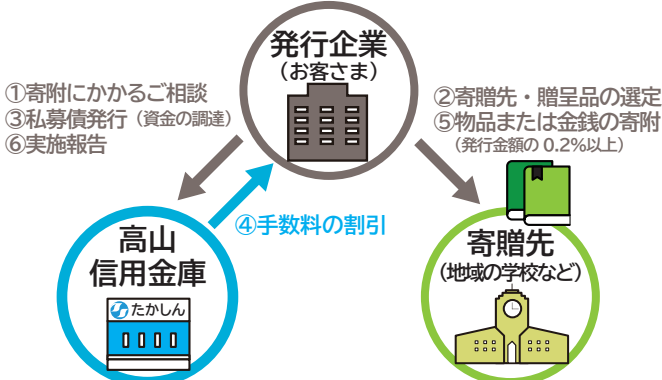 発行企業
（お客さま）
①寄附にかかるご相談
③私募債発行（資金の調達）
⑥実施報告
②寄贈先・贈呈品の選定
⑤物品または金銭の寄附
（発行金額の 0.2%以上）
④手数料の割引
高山
信用金庫
たかしん
寄贈先
（地域の学校など）